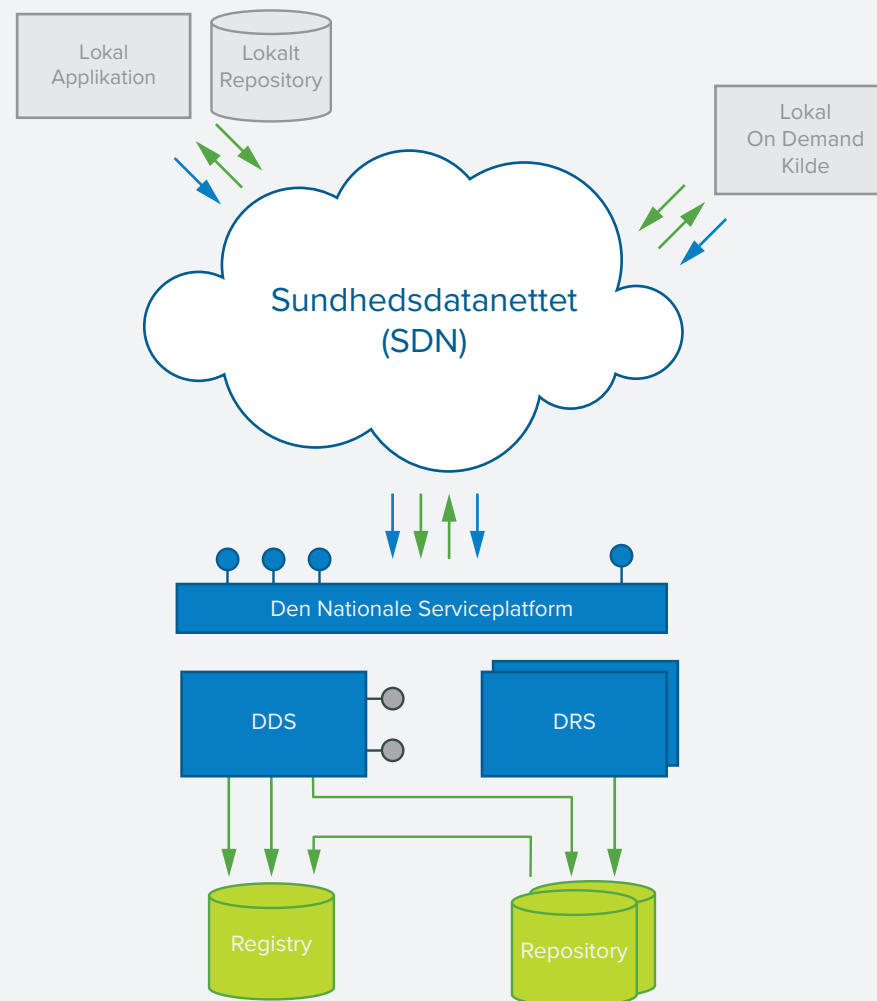 Lokal
Applikation
Lokalt
Repository
Lokal
On Demand
Kilde
Sundhedsdatanettet
(SDN)
Den Nationale Serviceplatform
DDS
DRS
Registry
Repository